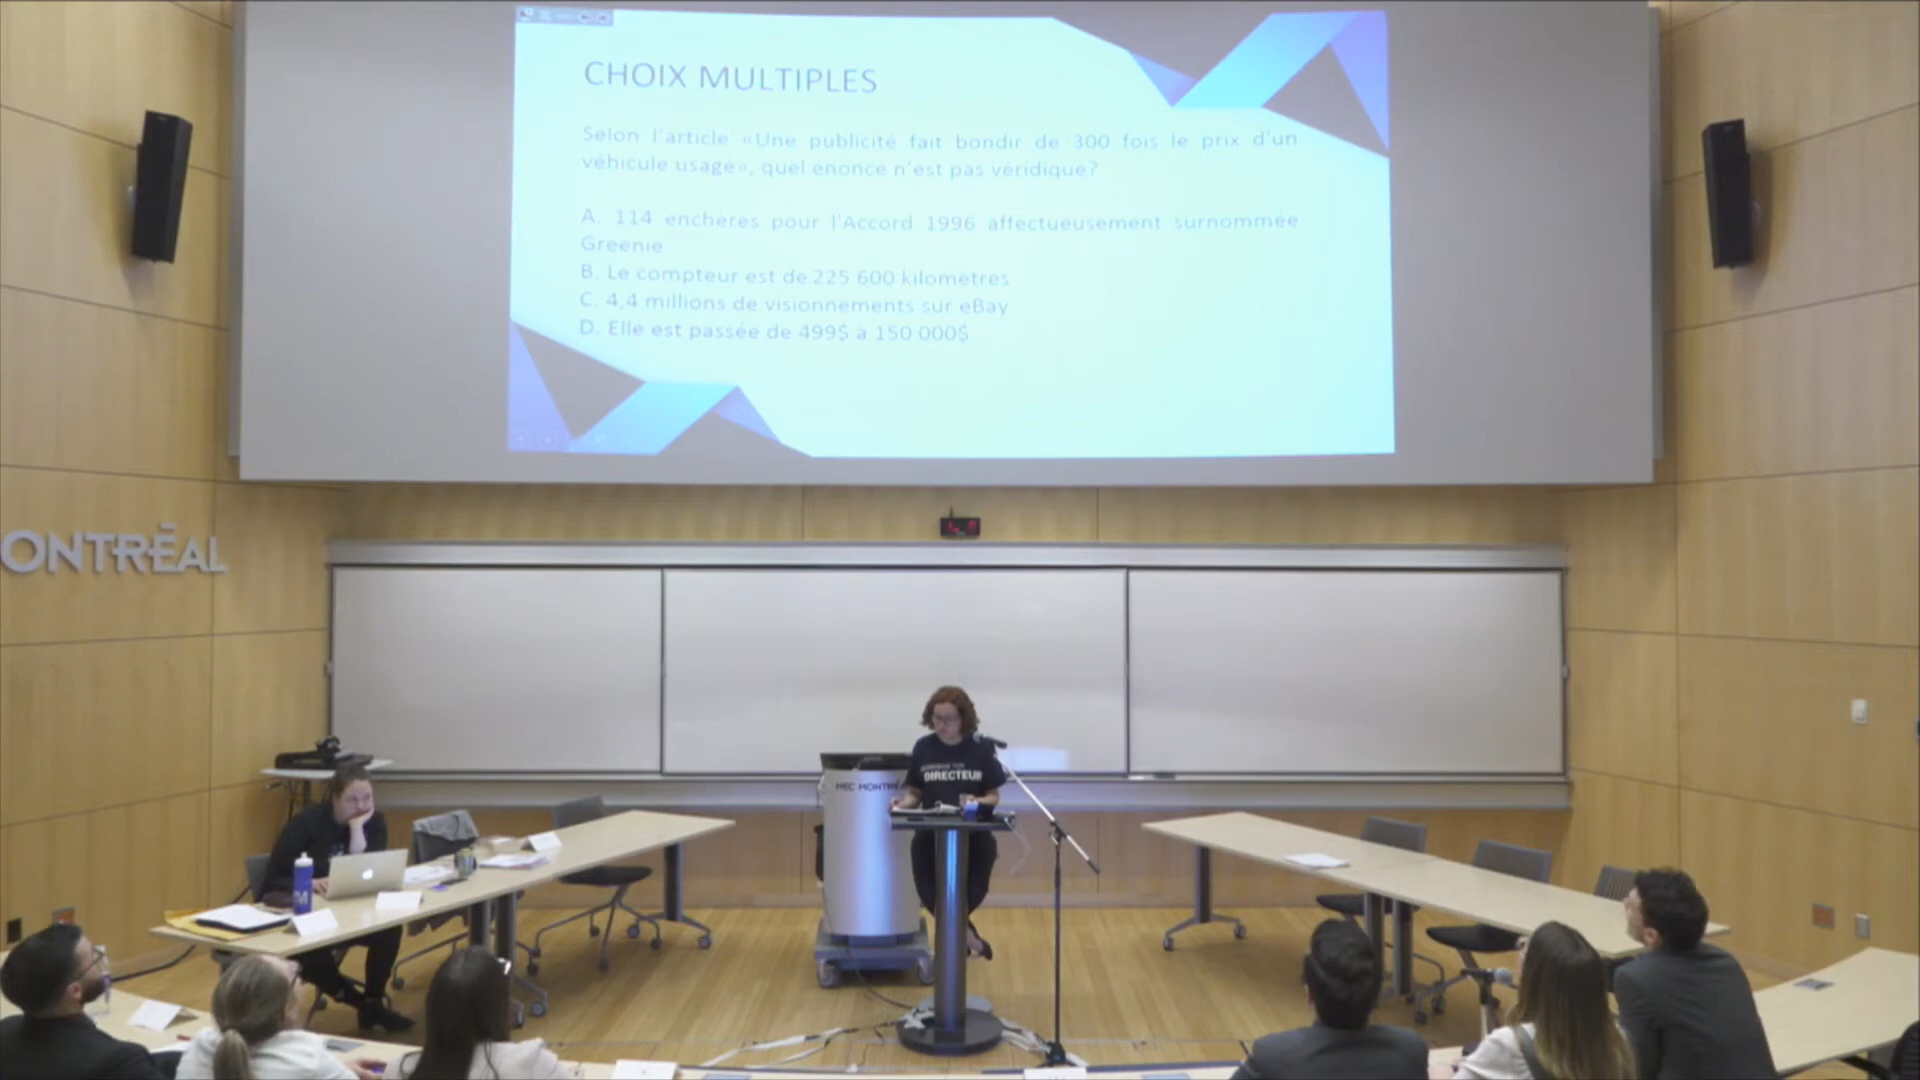 CHOIX MULTIPLES
Selon l'article «Une publicité fait bondir de 300 fois le prix d'un
véhicule usagé», quel énoncé n'est pas véridique?
A. 114 enchères pour l'Accord 1996 affectueusement surnommée
Greenie
B. Le compteur est de 225 600 kilomètres
C. 4,4 millions de visionnements sur eBay
D. Elle est passée de 499$ à 150 000$
ONTRÉAL
DIRECTEUR
HEC MONTRÉ